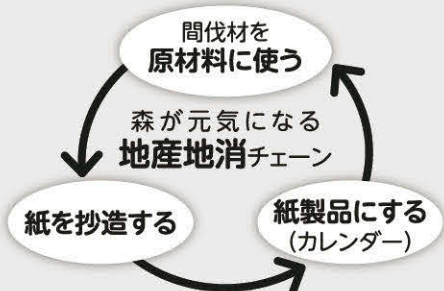 間伐材を
原材料に使う
森が元気になる
地産地消チェーン
紙を抄造する
紙製品にする
(カレンダー)